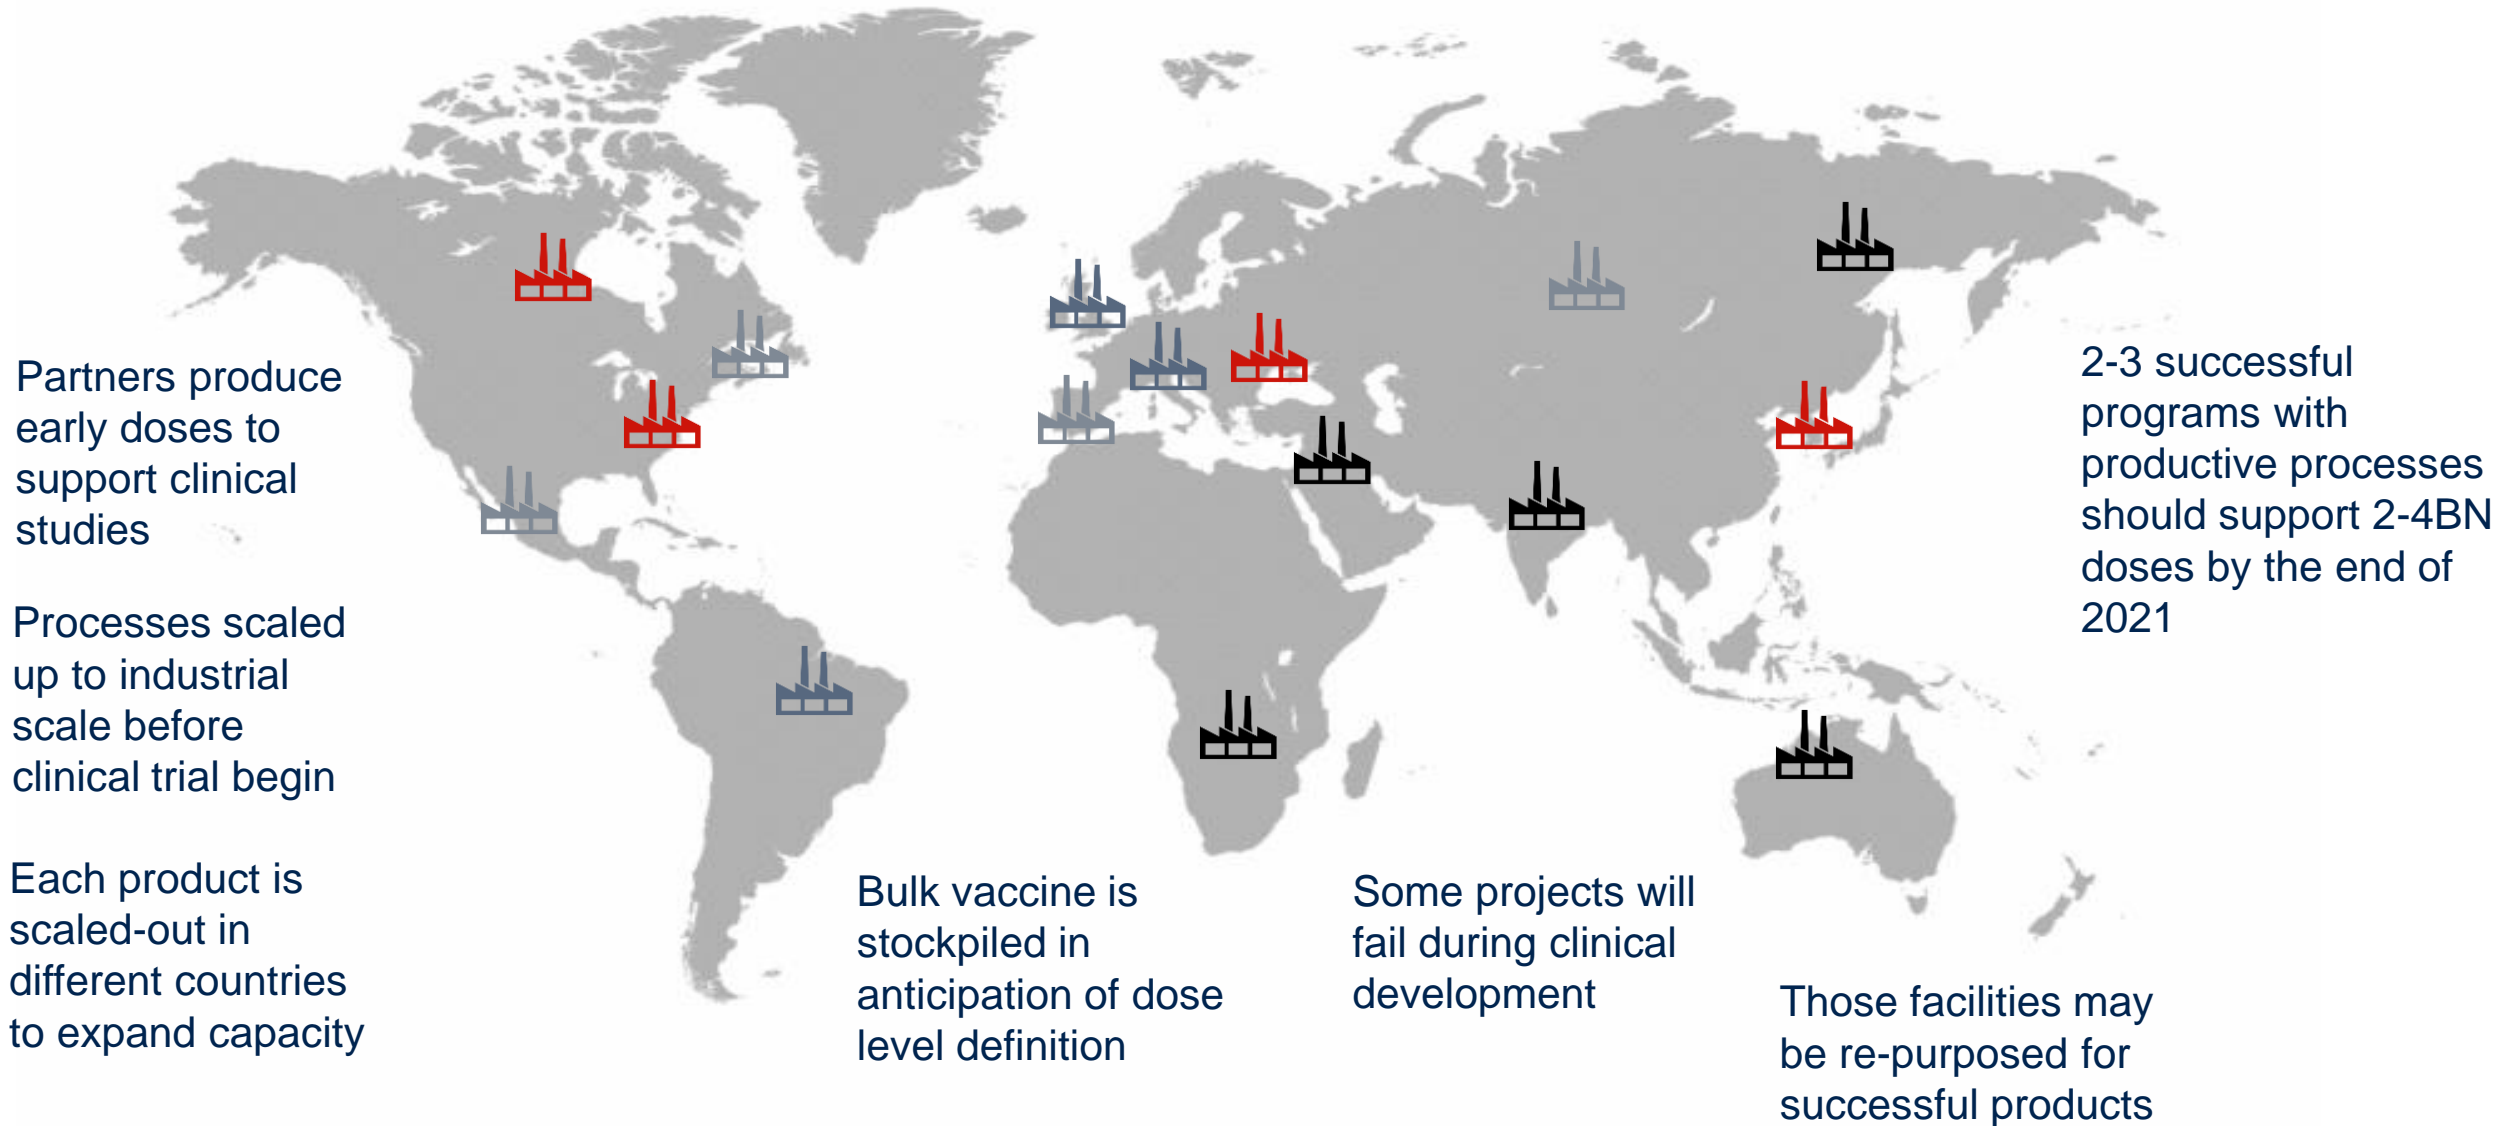 Partners produce
early doses to
support clinical
studies
Processes scaled
up to industrial
scale before
clinical trial begin
Each product is
scaled-out in
different countries
to expand capacity
Bulk vaccine is
stockpiled in
anticipation of dose
level definition
Some projects will
fail during clinical
development
Those facilities may
be re-purposed for
successful products
2-3 successful
programs with
productive processes
should support 2-4BN
doses by the end of
2021